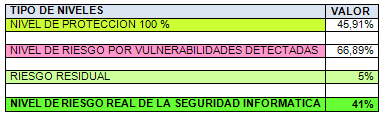 TIPO DE NIVELES VALOR
NIVEL DE PROTECCION 100 % 45,91%
NIVEL DE RIESGO POR VULNERABILIDADES DETECTADAS 66,89%
RIESGO RESIDUAL 5%
NIVEL DE RIESGO REAL DE LA SEGURIDAD INFORMATICA 41%